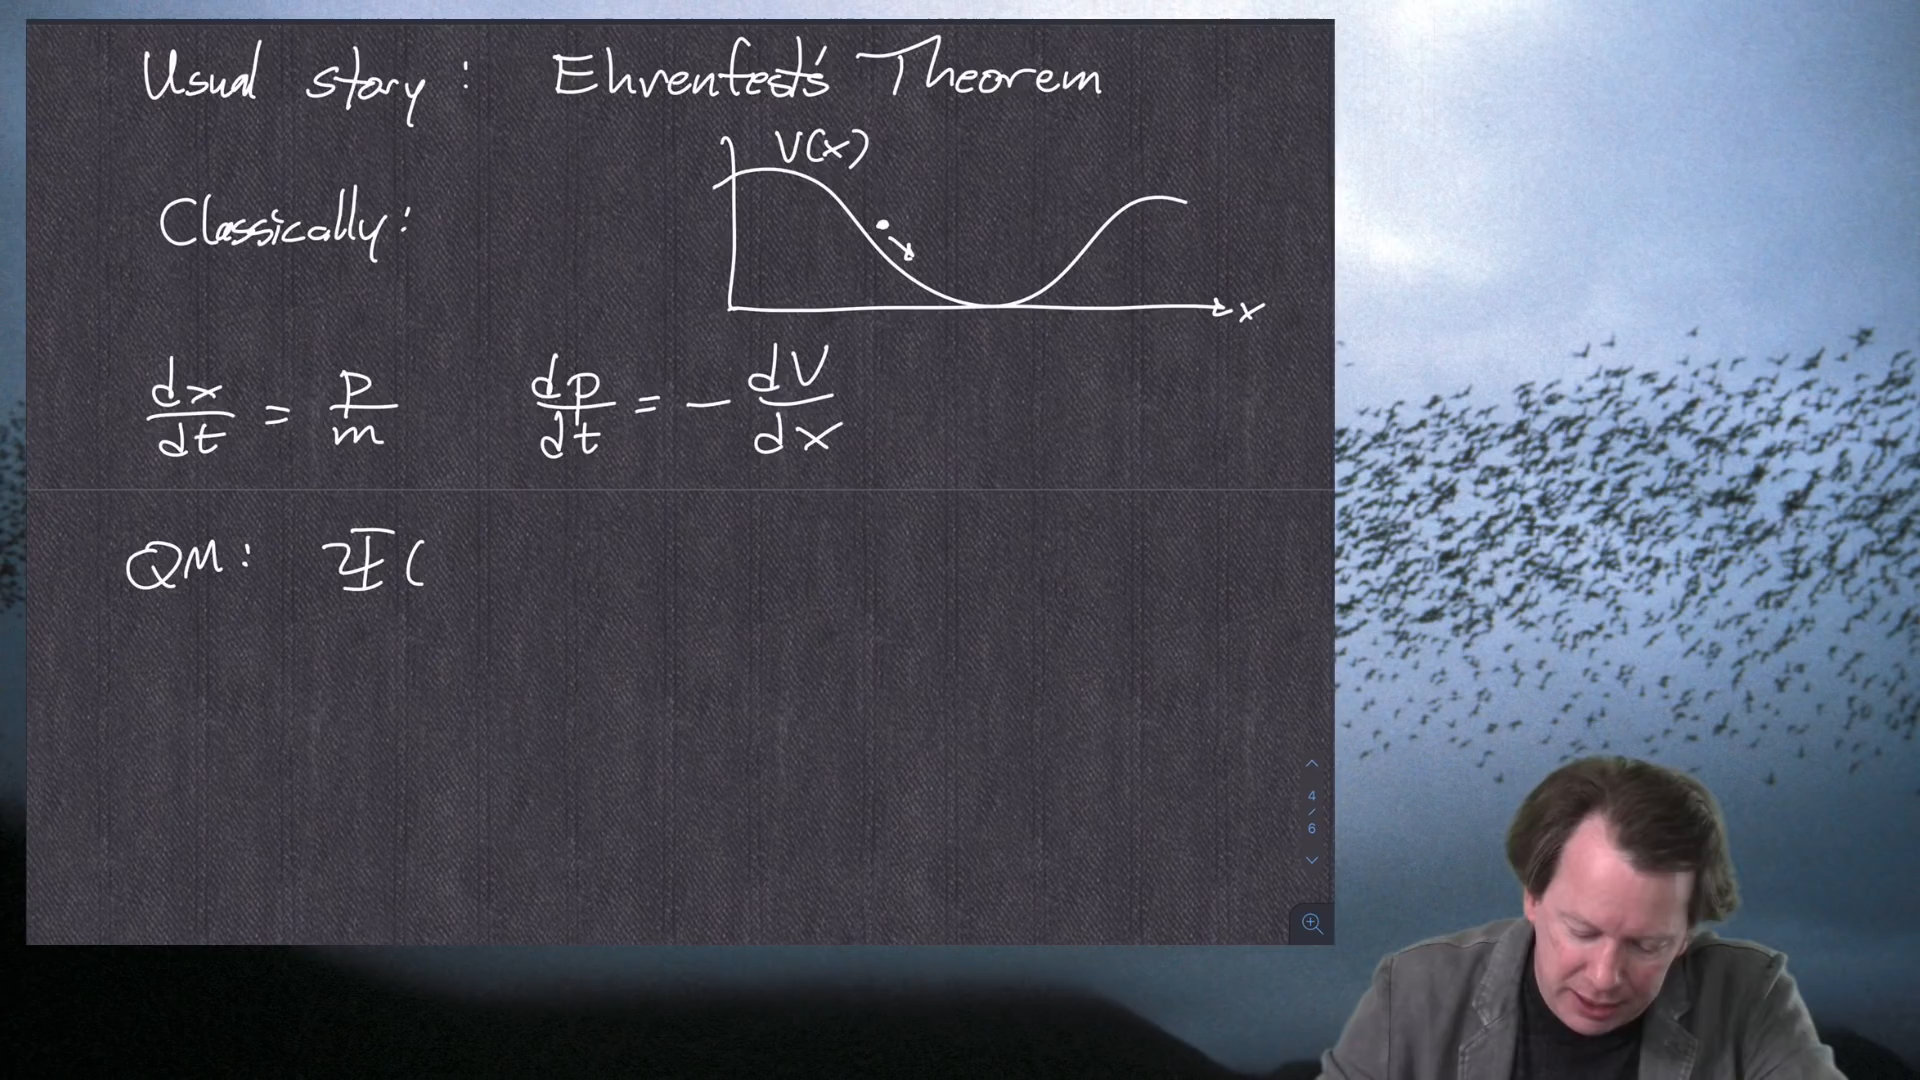 Usual story: Ehrenfest's Theorem
V(x)
Classically:
x
dx/dt = p/m dp/dt = - dV/dx
QM: Ψ(
4
/
6